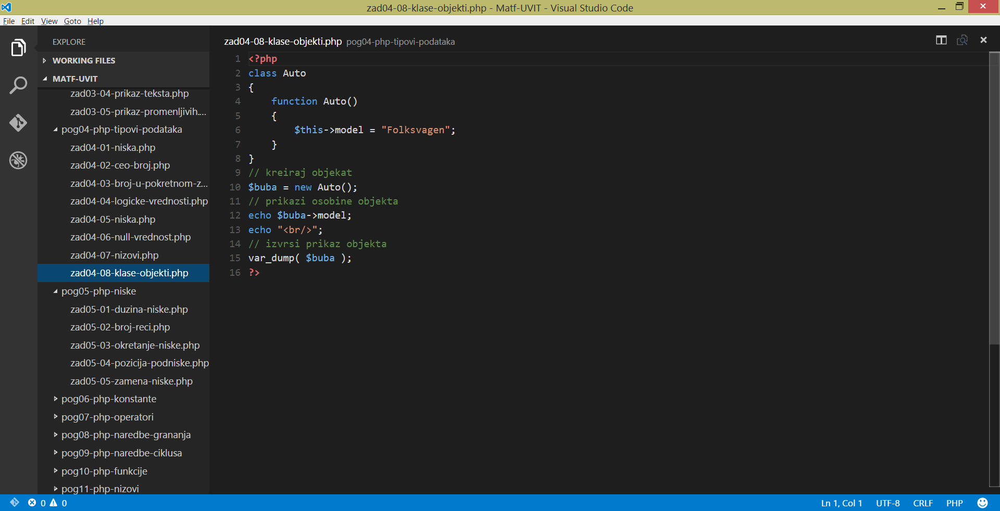 zad04-08-klase-objekti.php - Matf-UVIT - Visual Studio Code
File Edit View Goto Help
EXPLORE
WORKING FILES
MATF-UVIT
zad03-04-prikaz-teksta.php
zad03-05-prikaz-promenljivih....
pog04-php-tipovi-podataka
zad04-01-niska.php
zad04-02-ceo-broj.php
zad04-03-broj-u-pokretnom-z...
zad04-04-logicke-vrednosti.php
zad04-05-niska.php
zad04-06-null-vrednost.php
zad04-07-nizovi.php
zad04-08-klase-objekti.php
pog05-php-niske
zad05-01-duzina-niske.php
zad05-02-broj-reci.php
zad05-03-okretanje-niske.php
zad05-04-pozicija-podniske.php
zad05-05-zamena-niske.php
pog06-php-konstante
pog07-php-operatori
pog08-php-naredbe-grananja
pog09-php-naredbe-ciklusa
pog10-php-funkcije
pog11-php-nizovi
zad04-08-klase-objekti.php pog04-php-tipovi-podataka
1 <?php
2 class Auto
3 {
4     function Auto()
5     {
6         $this->model = "Folksvagen";
7     }
8 }
9 // kreiraj objekat
10 $buba = new Auto();
11 // prikazi osobine objekta
12 echo $buba->model;
13 echo "<br/>";
14 // izvrsi prikaz objekta
15 var_dump( $buba );
16 ?>
0 0
Ln 1, Col 1 UTF-8 CRLF PHP